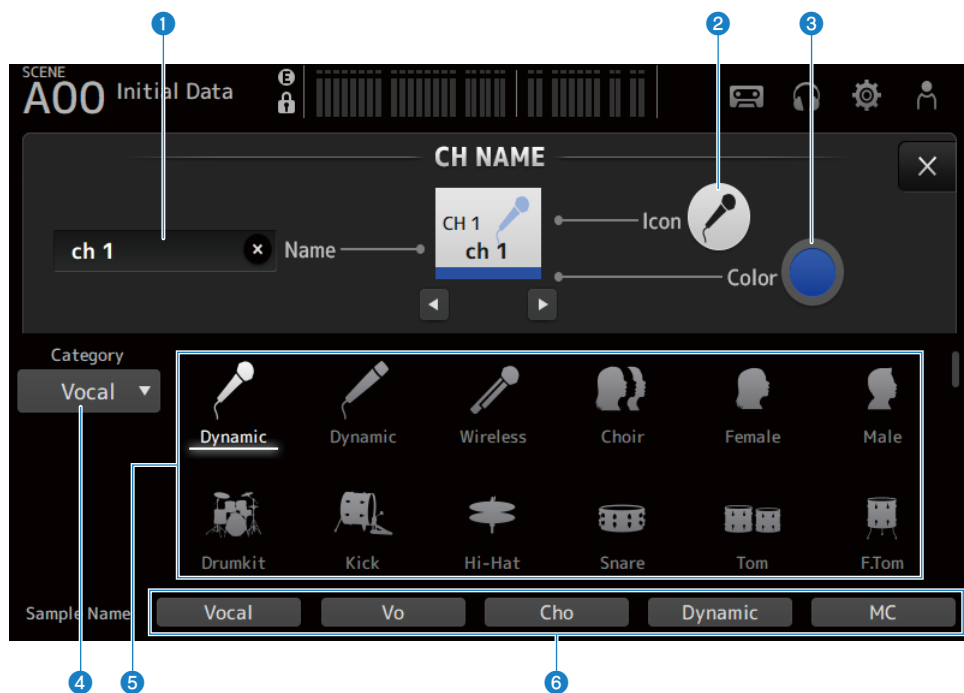 1 2 3
SCENE
A00 Initial Data E
CH NAME
CH 1
ch 1
ch 1
Name
Icon
Color
Category
Vocal
Dynamic Dynamic Wireless Choir Female Male
Drumkit Kick Hi-Hat Snare Tom F.Tom
Sample Name Vocal Vo Cho Dynamic MC
4 5 6